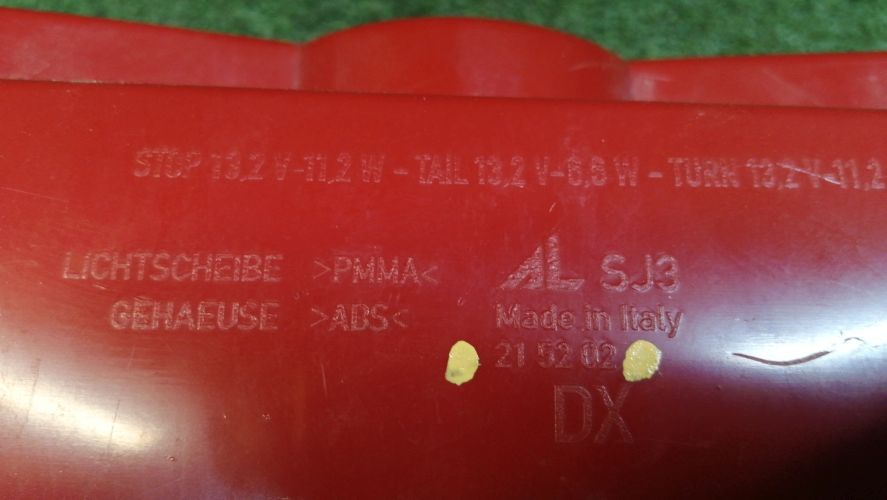 STOP 13,2 V-11,2 W - TAIL 13,2 V-6,8 W - TURN 13,2 V-11,2
LICHTSCHEIBE >PMMA<
GEHAEUSE >ABS<
AL SJ3
Made in Italy
21 52 02
DX